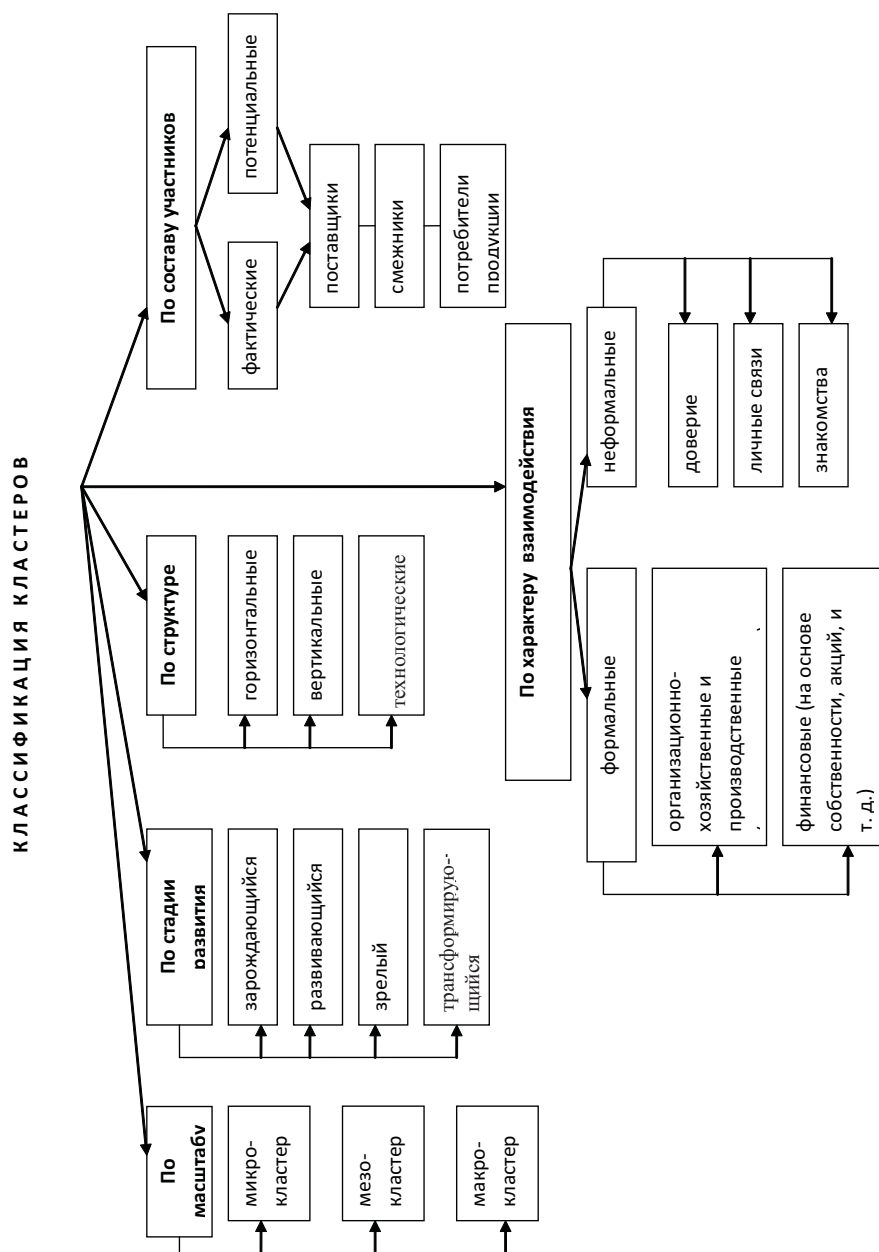 КЛАССИФИКАЦИЯ КЛАСТЕРОВ
По
масштабу
микро-
кластер
мезо-
кластер
макро-
кластер
По стадии
развития
зарождающийся
развивающийся
зрелый
трансформирую-
щийся
По структуре
горизонтальные
вертикальные
технологические
По составу участников
фактические
потенциальные
поставщики
смежники
потребители
продукции
По характеру взаимодействия
формальные
организационно-
хозяйственные и
производственные
финансовые (на основе
собственности, акций, и
т. д.)
неформальные
доверие
личные связи
знакомства